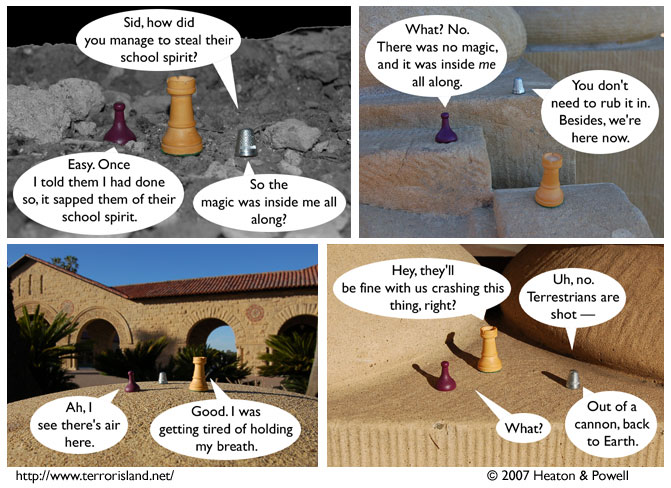 Sid, how did
you manage to steal their
school spirit?
Easy. Once
I told them I had done
so, it sapped them of their
school spirit.
So the
magic was inside me all
along?
What? No.
There was no magic,
and it was inside me
all along.
You don't
need to rub it in.
Besides, we're
here now.
Ah, I
see there's air
here.
Good. I was
getting tired of holding
my breath.
Hey, they'll
be fine with us crashing this
thing, right?
Uh, no.
Terrestrians are
shot —
What?
Out of a
cannon, back
to Earth.
http://www.terrorisland.net/
© 2007 Heaton & Powell